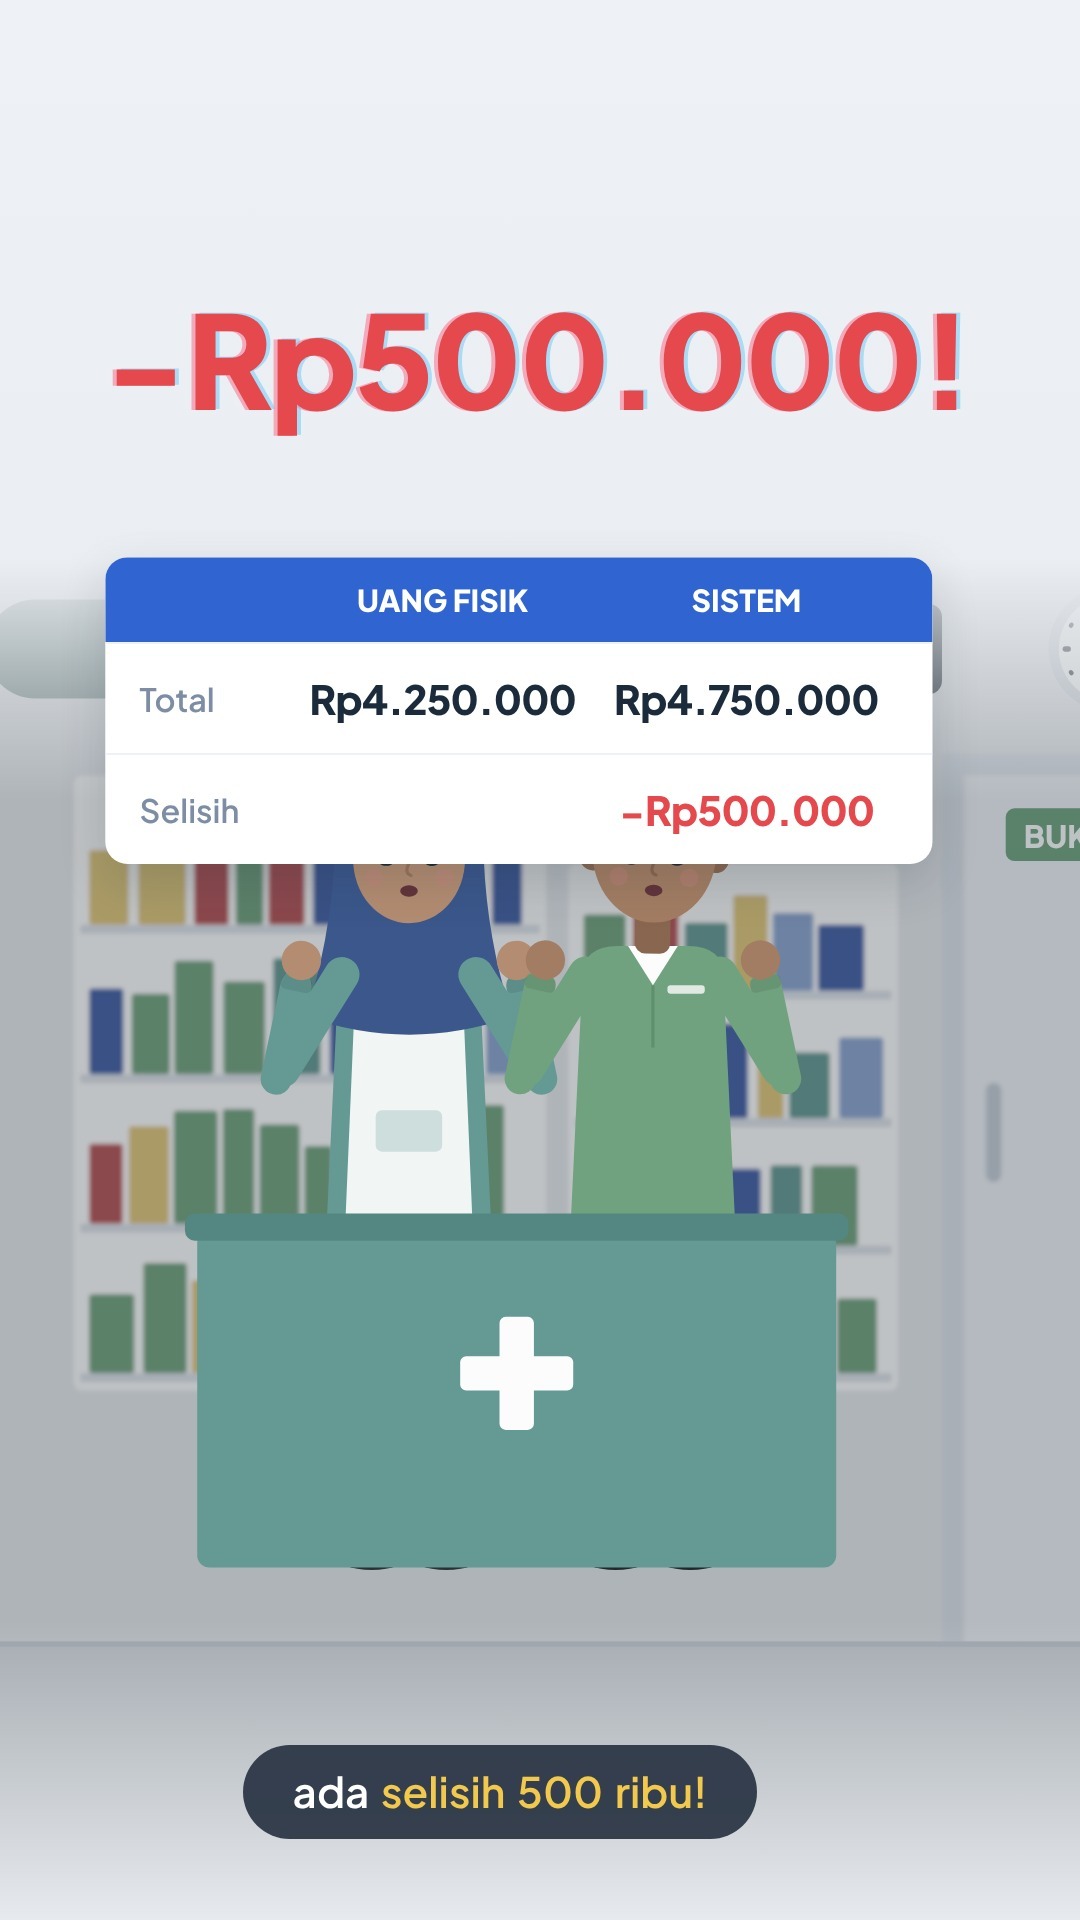 -Rp500.000!
UANG FISIK SISTEM
Total Rp4.250.000 Rp4.750.000
Selisih -Rp500.000
BUK
ada selisih 500 ribu!